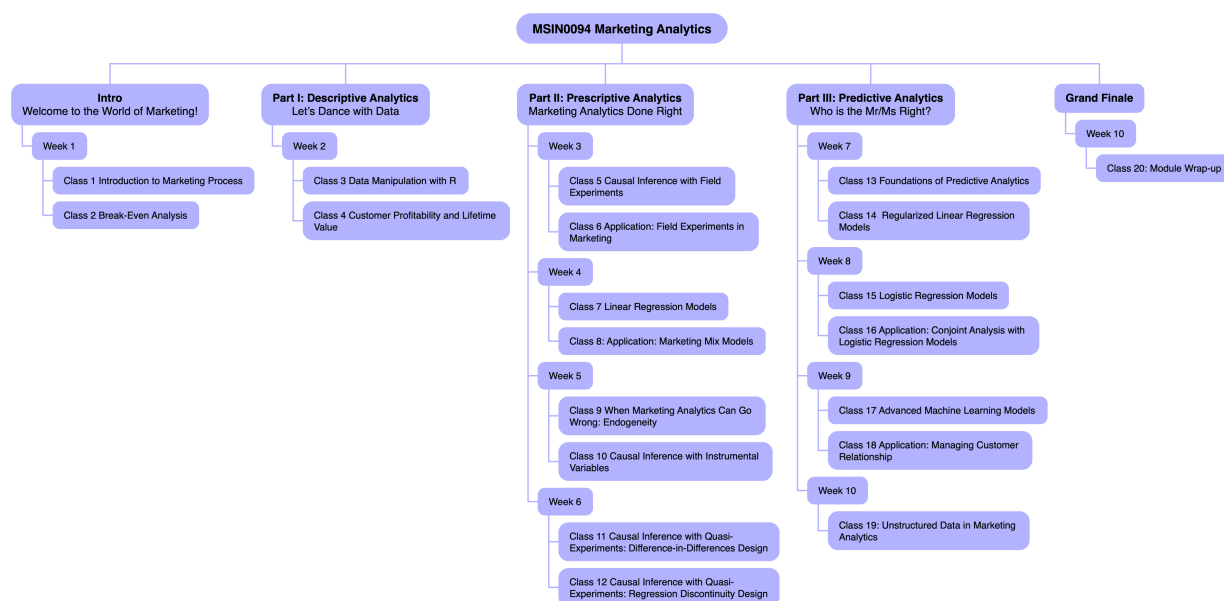 MSIN0094 Marketing Analytics
Intro
Welcome to the World of Marketing!
Week 1
Class 1 Introduction to Marketing Process
Class 2 Break-Even Analysis
Part I: Descriptive Analytics
Let's Dance with Data
Week 2
Class 3 Data Manipulation with R
Class 4 Customer Profitability and Lifetime
Value
Part II: Prescriptive Analytics
Marketing Analytics Done Right
Week 3
Class 5 Causal Inference with Field
Experiments
Class 6 Application: Field Experiments in
Marketing
Week 4
Class 7 Linear Regression Models
Class 8: Application: Marketing Mix Models
Week 5
Class 9 When Marketing Analytics Can Go
Wrong: Endogeneity
Class 10 Causal Inference with Instrumental
Variables
Week 6
Class 11 Causal Inference with Quasi-
Experiments: Difference-in-Differences Design
Class 12 Causal Inference with Quasi-
Experiments: Regression Discontinuity Design
Part III: Predictive Analytics
Who is the Mr/Ms Right?
Week 7
Class 13 Foundations of Predictive Analytics
Class 14 Regularized Linear Regression
Models
Week 8
Class 15 Logistic Regression Models
Class 16 Application: Conjoint Analysis with
Logistic Regression Models
Week 9
Class 17 Advanced Machine Learning Models
Class 18 Application: Managing Customer
Relationship
Week 10
Class 19: Unstructured Data in Marketing
Analytics
Grand Finale
Week 10
Class 20: Module Wrap-up